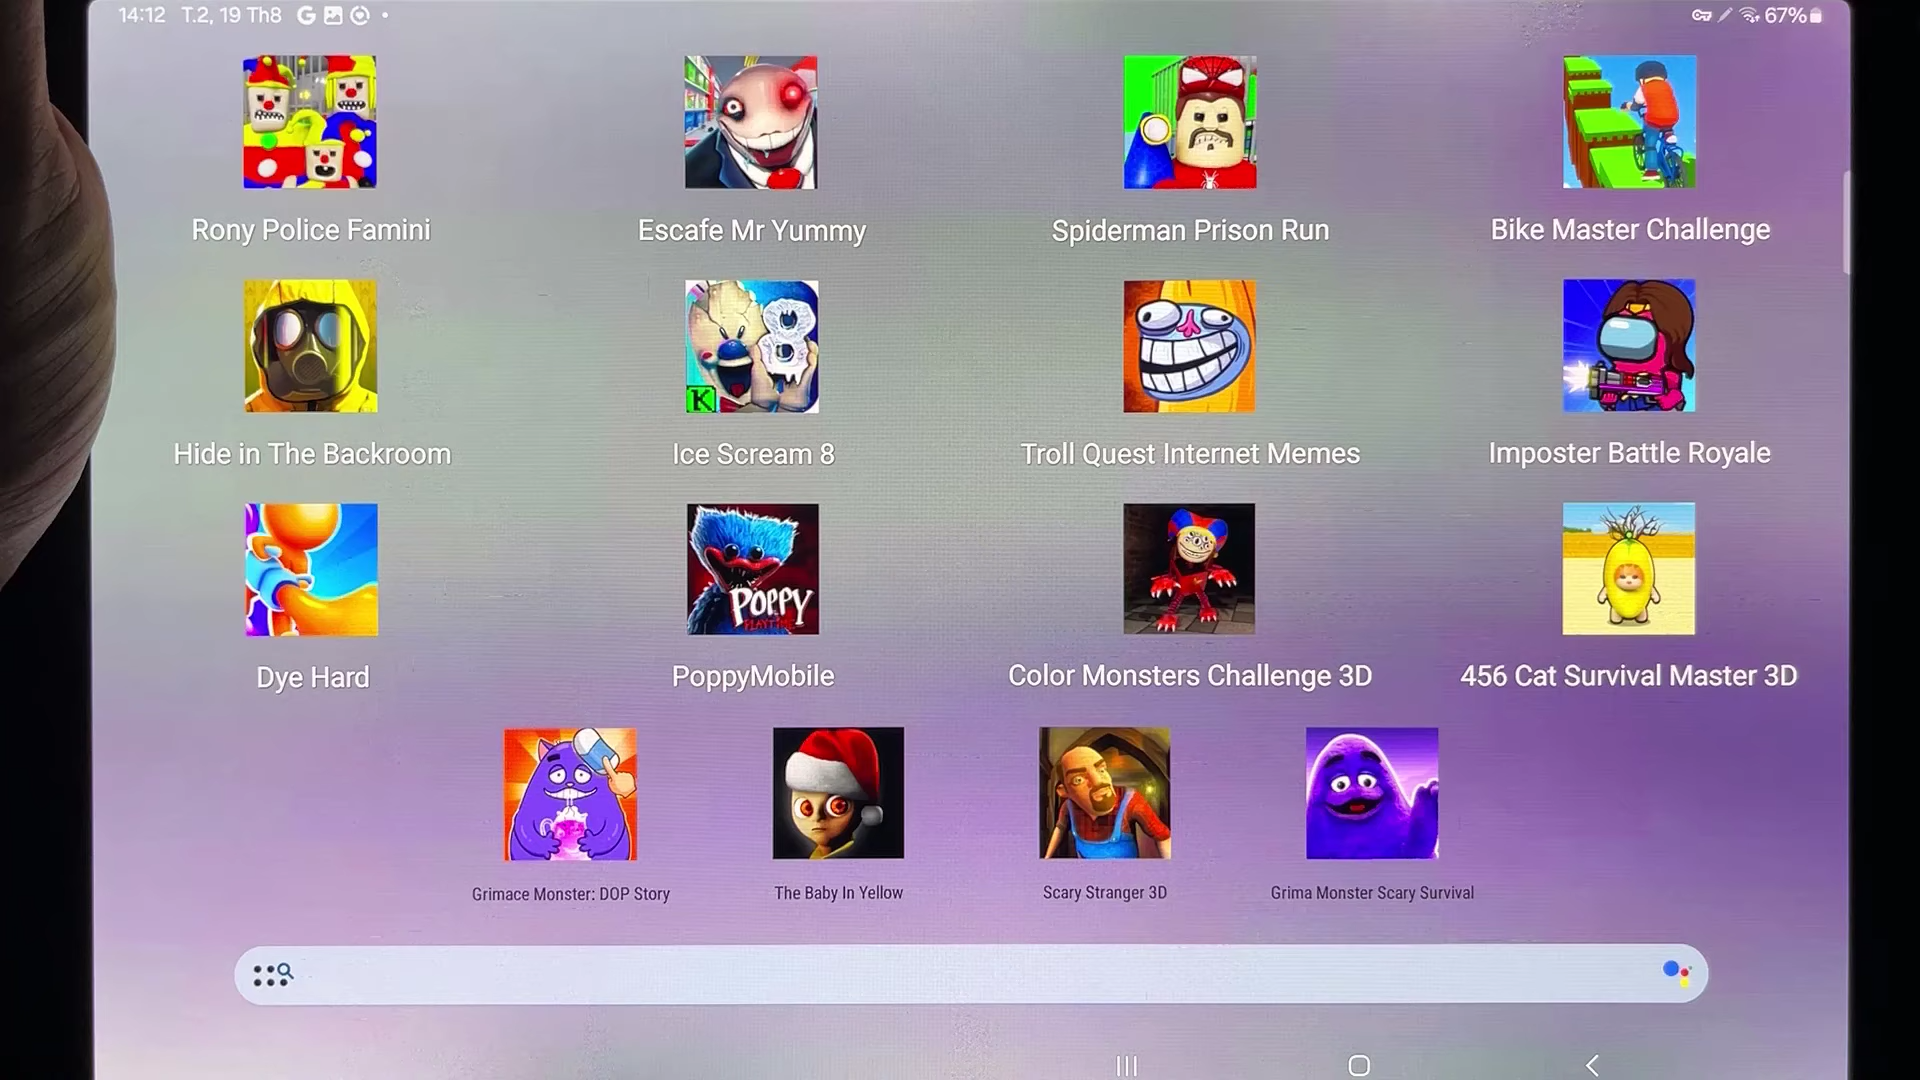 14:12 T.2, 19 Th8 67%
Rony Police Famini
Escafe Mr Yummy
Spiderman Prison Run
Bike Master Challenge
8
K
Hide in The Backroom
Ice Scream 8
Troll Quest Internet Memes
Imposter Battle Royale
POPPY
PLAYTIME
Dye Hard
PoppyMobile
Color Monsters Challenge 3D
456 Cat Survival Master 3D
Grimace Monster: DOP Story
The Baby In Yellow
Scary Stranger 3D
Grima Monster Scary Survival